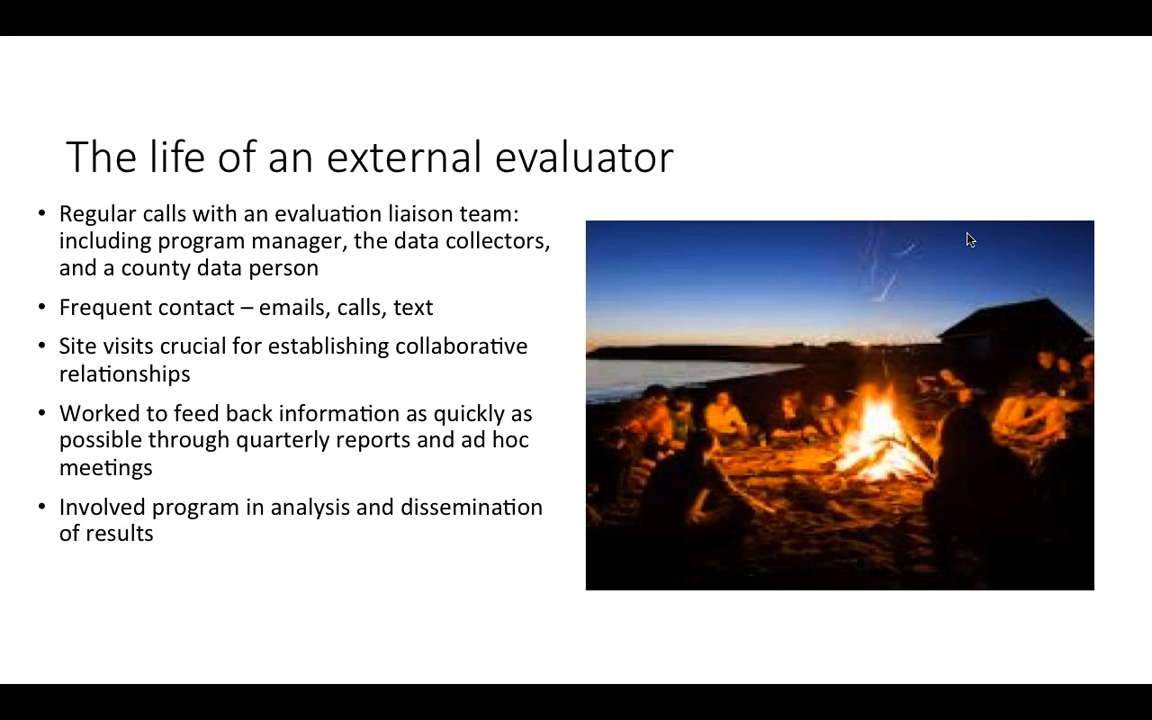 The life of an external evaluator
• Regular calls with an evaluation liaison team:
including program manager, the data collectors,
and a county data person
• Frequent contact – emails, calls, text
• Site visits crucial for establishing collaborative
relationships
• Worked to feed back information as quickly as
possible through quarterly reports and ad hoc
meetings
• Involved program in analysis and dissemination
of results